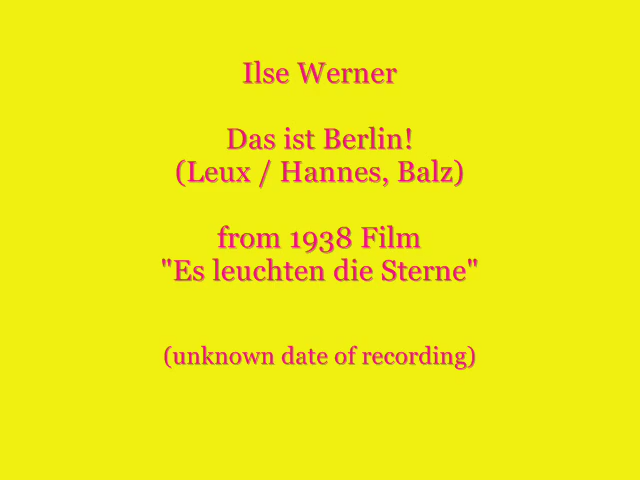 Ilse Werner
Das ist Berlin!
(Leux / Hannes, Balz)
from 1938 Film
"Es leuchten die Sterne"
(unknown date of recording)